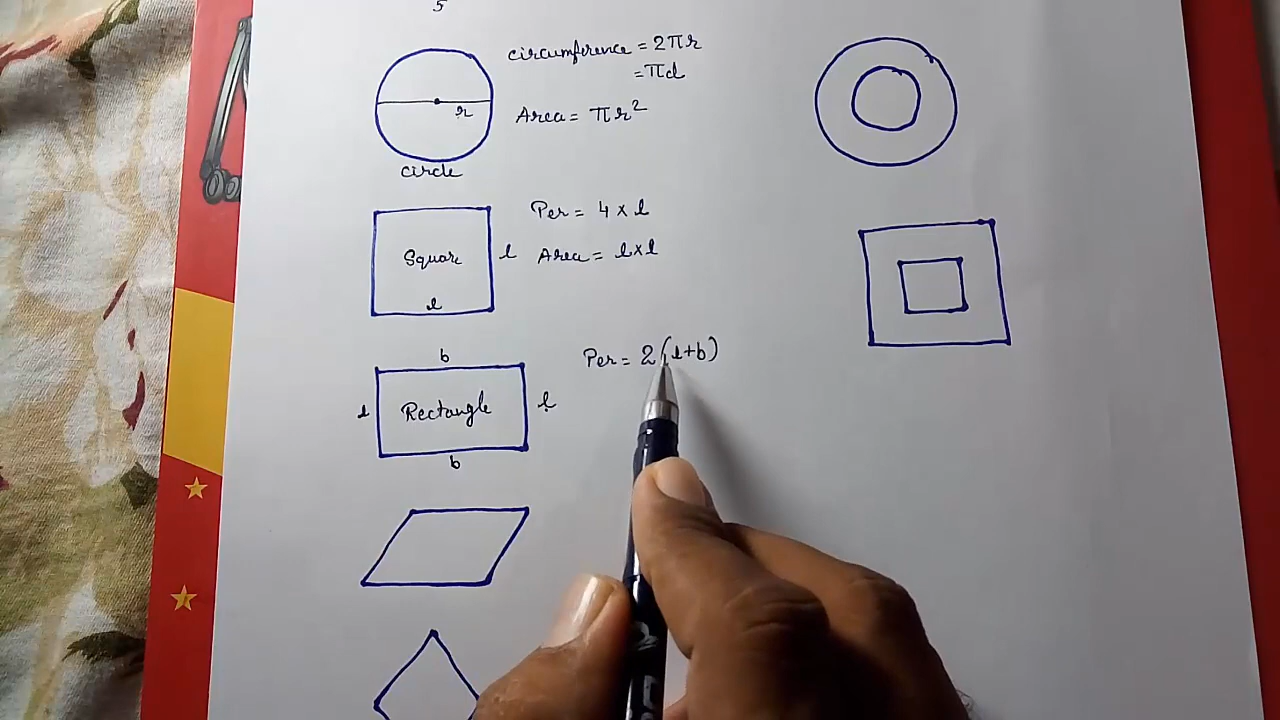 5
circumference = 2πr
= πd
r
Area = πr²
circle
Per = 4 × l
Square
l
Area = l×l
l
b
Per = 2(l+b)
l
Rectangle
l
b